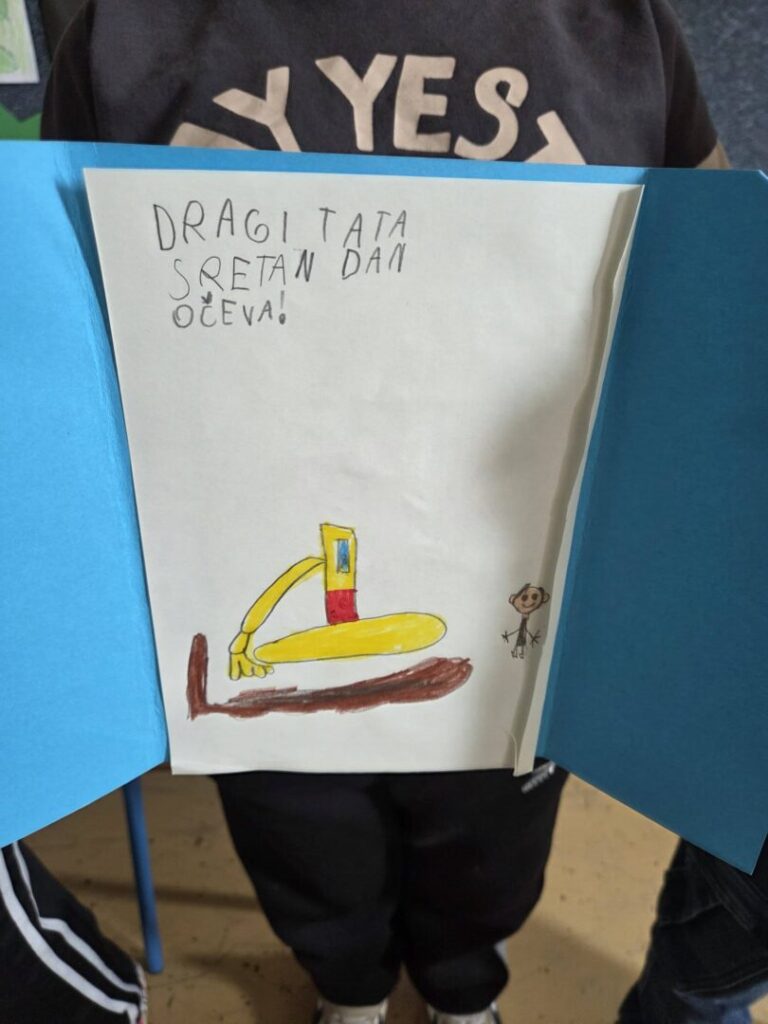 YES
DRAGI TATA
SRETAN DAN
OČEVA!